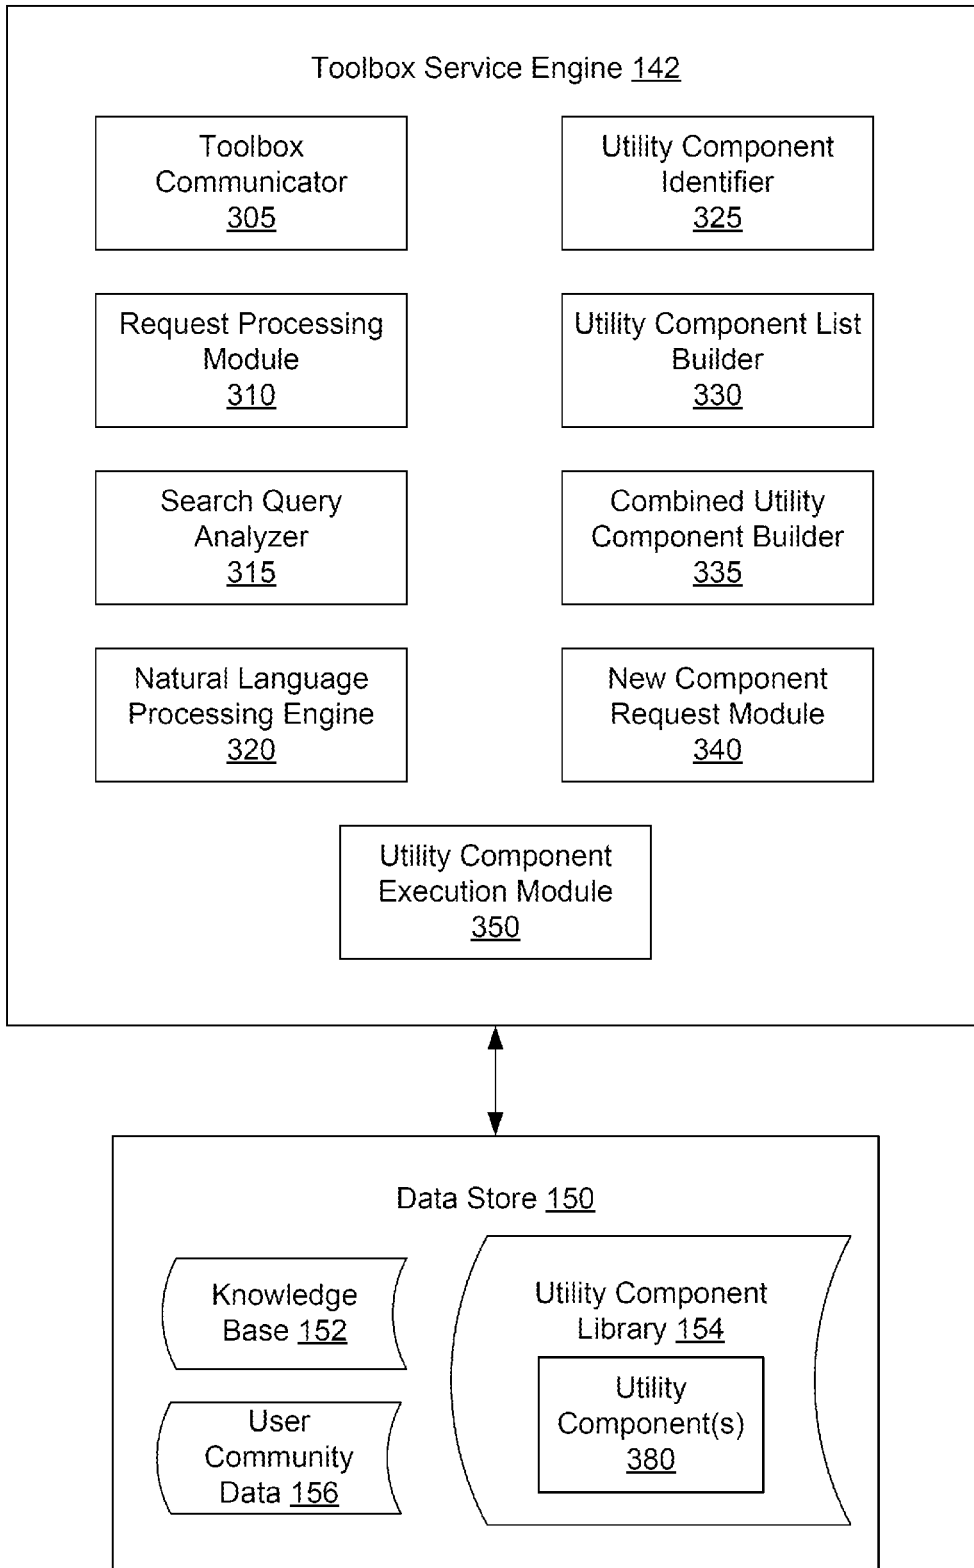 Toolbox Service Engine 142
Toolbox
Communicator
305
Utility Component
Identifier
325
Request Processing
Module
310
Utility Component List
Builder
330
Search Query
Analyzer
315
Combined Utility
Component Builder
335
Natural Language
Processing Engine
320
New Component
Request Module
340
Utility Component
Execution Module
350
Data Store 150
Knowledge
Base 152
User
Community
Data 156
Utility Component
Library 154
Utility
Component(s)
380